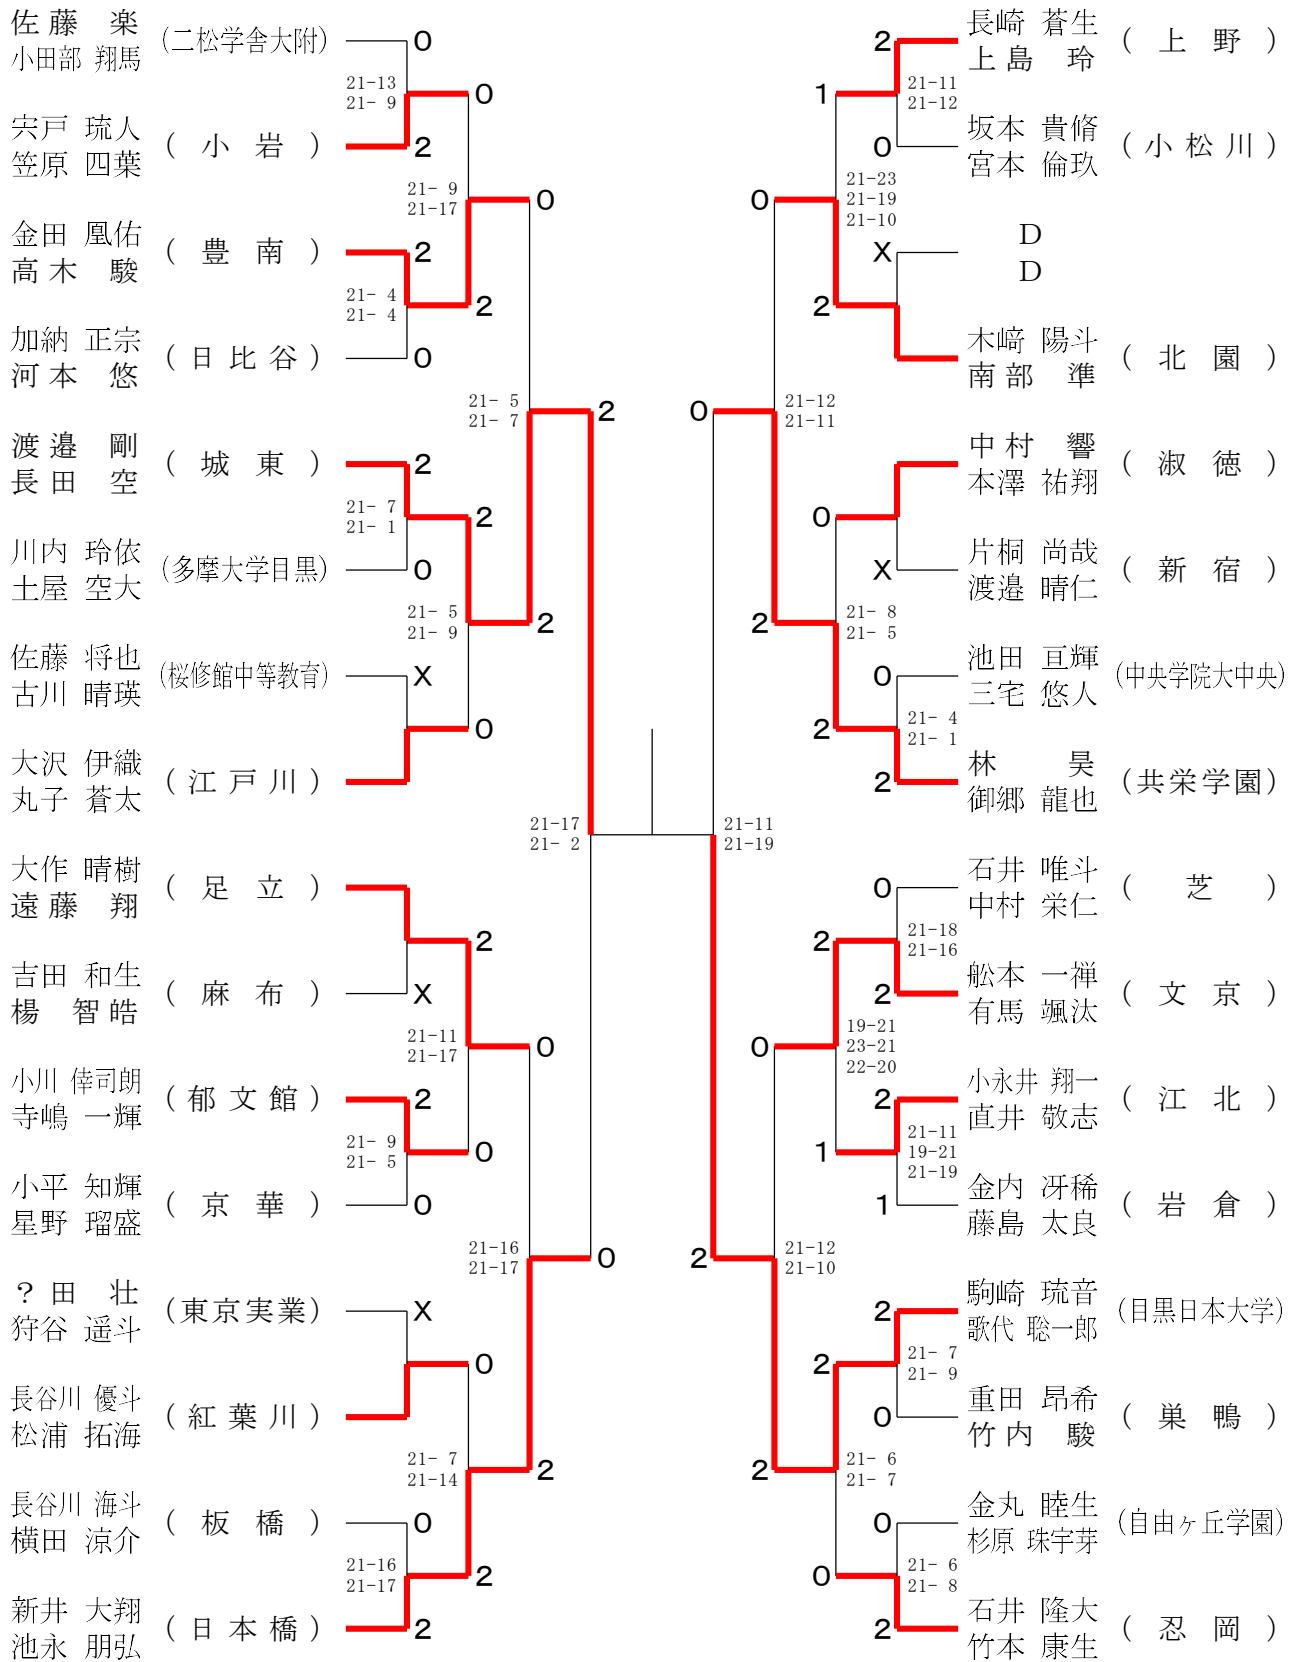 佐藤 楽
小田部 翔馬
(二松学舎大附)
0
21-13
21- 9
0
宍戸 琉人
笠原 四葉
(小岩)
2
21- 9
21-17
0
金田 凰佑
高木 駿
(豊南)
2
21- 4
21- 4
2
加納 正宗
河本 悠
(日比谷)
0
21- 5
21- 7
2
渡邉 剛
長田 空
(城東)
2
21- 7
21- 1
2
川内 玲依
土屋 空大
(多摩大学目黒)
0
21- 5
21- 9
2
佐藤 将也
古川 晴瑛
(桜修館中等教育)
X
0
大沢 伊織
丸子 蒼太
(江戸川)
21-17
21- 2
大作 晴樹
遠藤 翔
(足立)
2
吉田 和生
楊 智皓
(麻布)
X
21-11
21-17
0
小川 倖司朗
寺嶋 一輝
(郁文館)
2
21- 9
21- 5
0
小平 知輝
星野 瑠盛
(京華)
0
21-16
21-17
0
?田 壮
狩谷 遥斗
(東京実業)
X
0
長谷川 優斗
松浦 拓海
(紅葉川)
21- 7
21-14
2
長谷川 海斗
横田 涼介
(板橋)
0
21-16
21-17
2
新井 大翔
池永 朋弘
(日本橋)
2
2
長崎 蒼生
上島 玲
(上野)
1
21-11
21-12
0
坂本 貴脩
宮本 倫玖
(小松川)
0
21-23
21-19
21-10
X
D
D
2
木﨑 陽斗
南部 準
(北園)
0
21-12
21-11
中村 響
本澤 祐翔
(淑徳)
0
X
片桐 尚哉
渡邉 晴仁
(新宿)
2
21- 8
21- 5
0
池田 亘輝
三宅 悠人
(中央学院大中央)
2
21- 4
21- 1
2
林 昊
御郷 龍也
(共栄学園)
21-11
21-19
0
石井 唯斗
中村 栄仁
(芝)
2
21-18
21-16
2
舩本 一禅
有馬 颯汰
(文京)
0
19-21
23-21
22-20
2
小永井 翔一
直井 敬志
(江北)
1
21-11
19-21
21-19
1
金内 冴稀
藤島 太良
(岩倉)
2
21-12
21-10
2
駒崎 琉音
歌代 聡一郎
(目黒日本大学)
2
21- 7
21- 9
0
重田 昂希
竹内 駿
(巣鴨)
2
21- 6
21- 7
0
金丸 睦生
杉原 珠宇芽
(自由ヶ丘学園)
0
21- 6
21- 8
2
石井 隆大
竹本 康生
(忍岡)